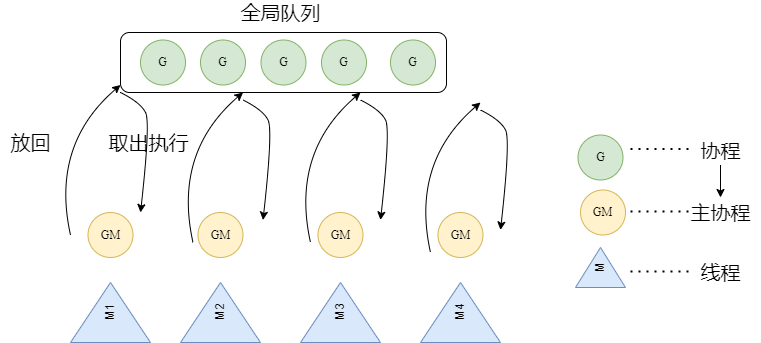 全局队列
G G G G G
放回
取出执行
GM GM GM GM
M1 M2 M3 M4
G ········ 协程
GM ········ 主协程
M ········ 线程